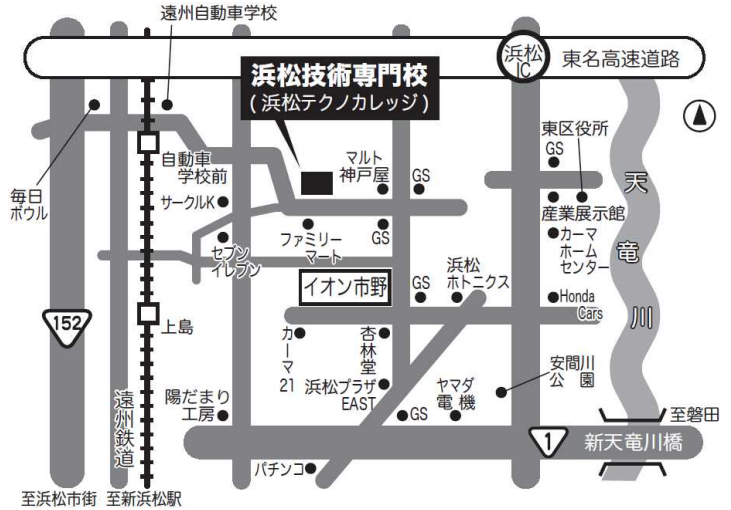 遠州自動車学校
浜松
IC
東名高速道路
浜松技術専門校
(浜松テクノカレッジ)
東区役所
GS
自動車
学校前
マルト
神戸屋
GS
毎日
ボウル
サークルK
産業展示館
天竜川
ファミリー
マート
GS
カーマ
ホーム
センター
セブン
イレブン
イオン市野
GS
浜松
ホトニクス
Honda
Cars
152
上島
カーマ
21
杏林堂
浜松プラザ
EAST
安間川
公園
陽だまり
工房
ヤマダ
電機
GS
至磐田
遠州鉄道
1
新天竜川橋
パチンコ
至浜松市街
至新浜松駅